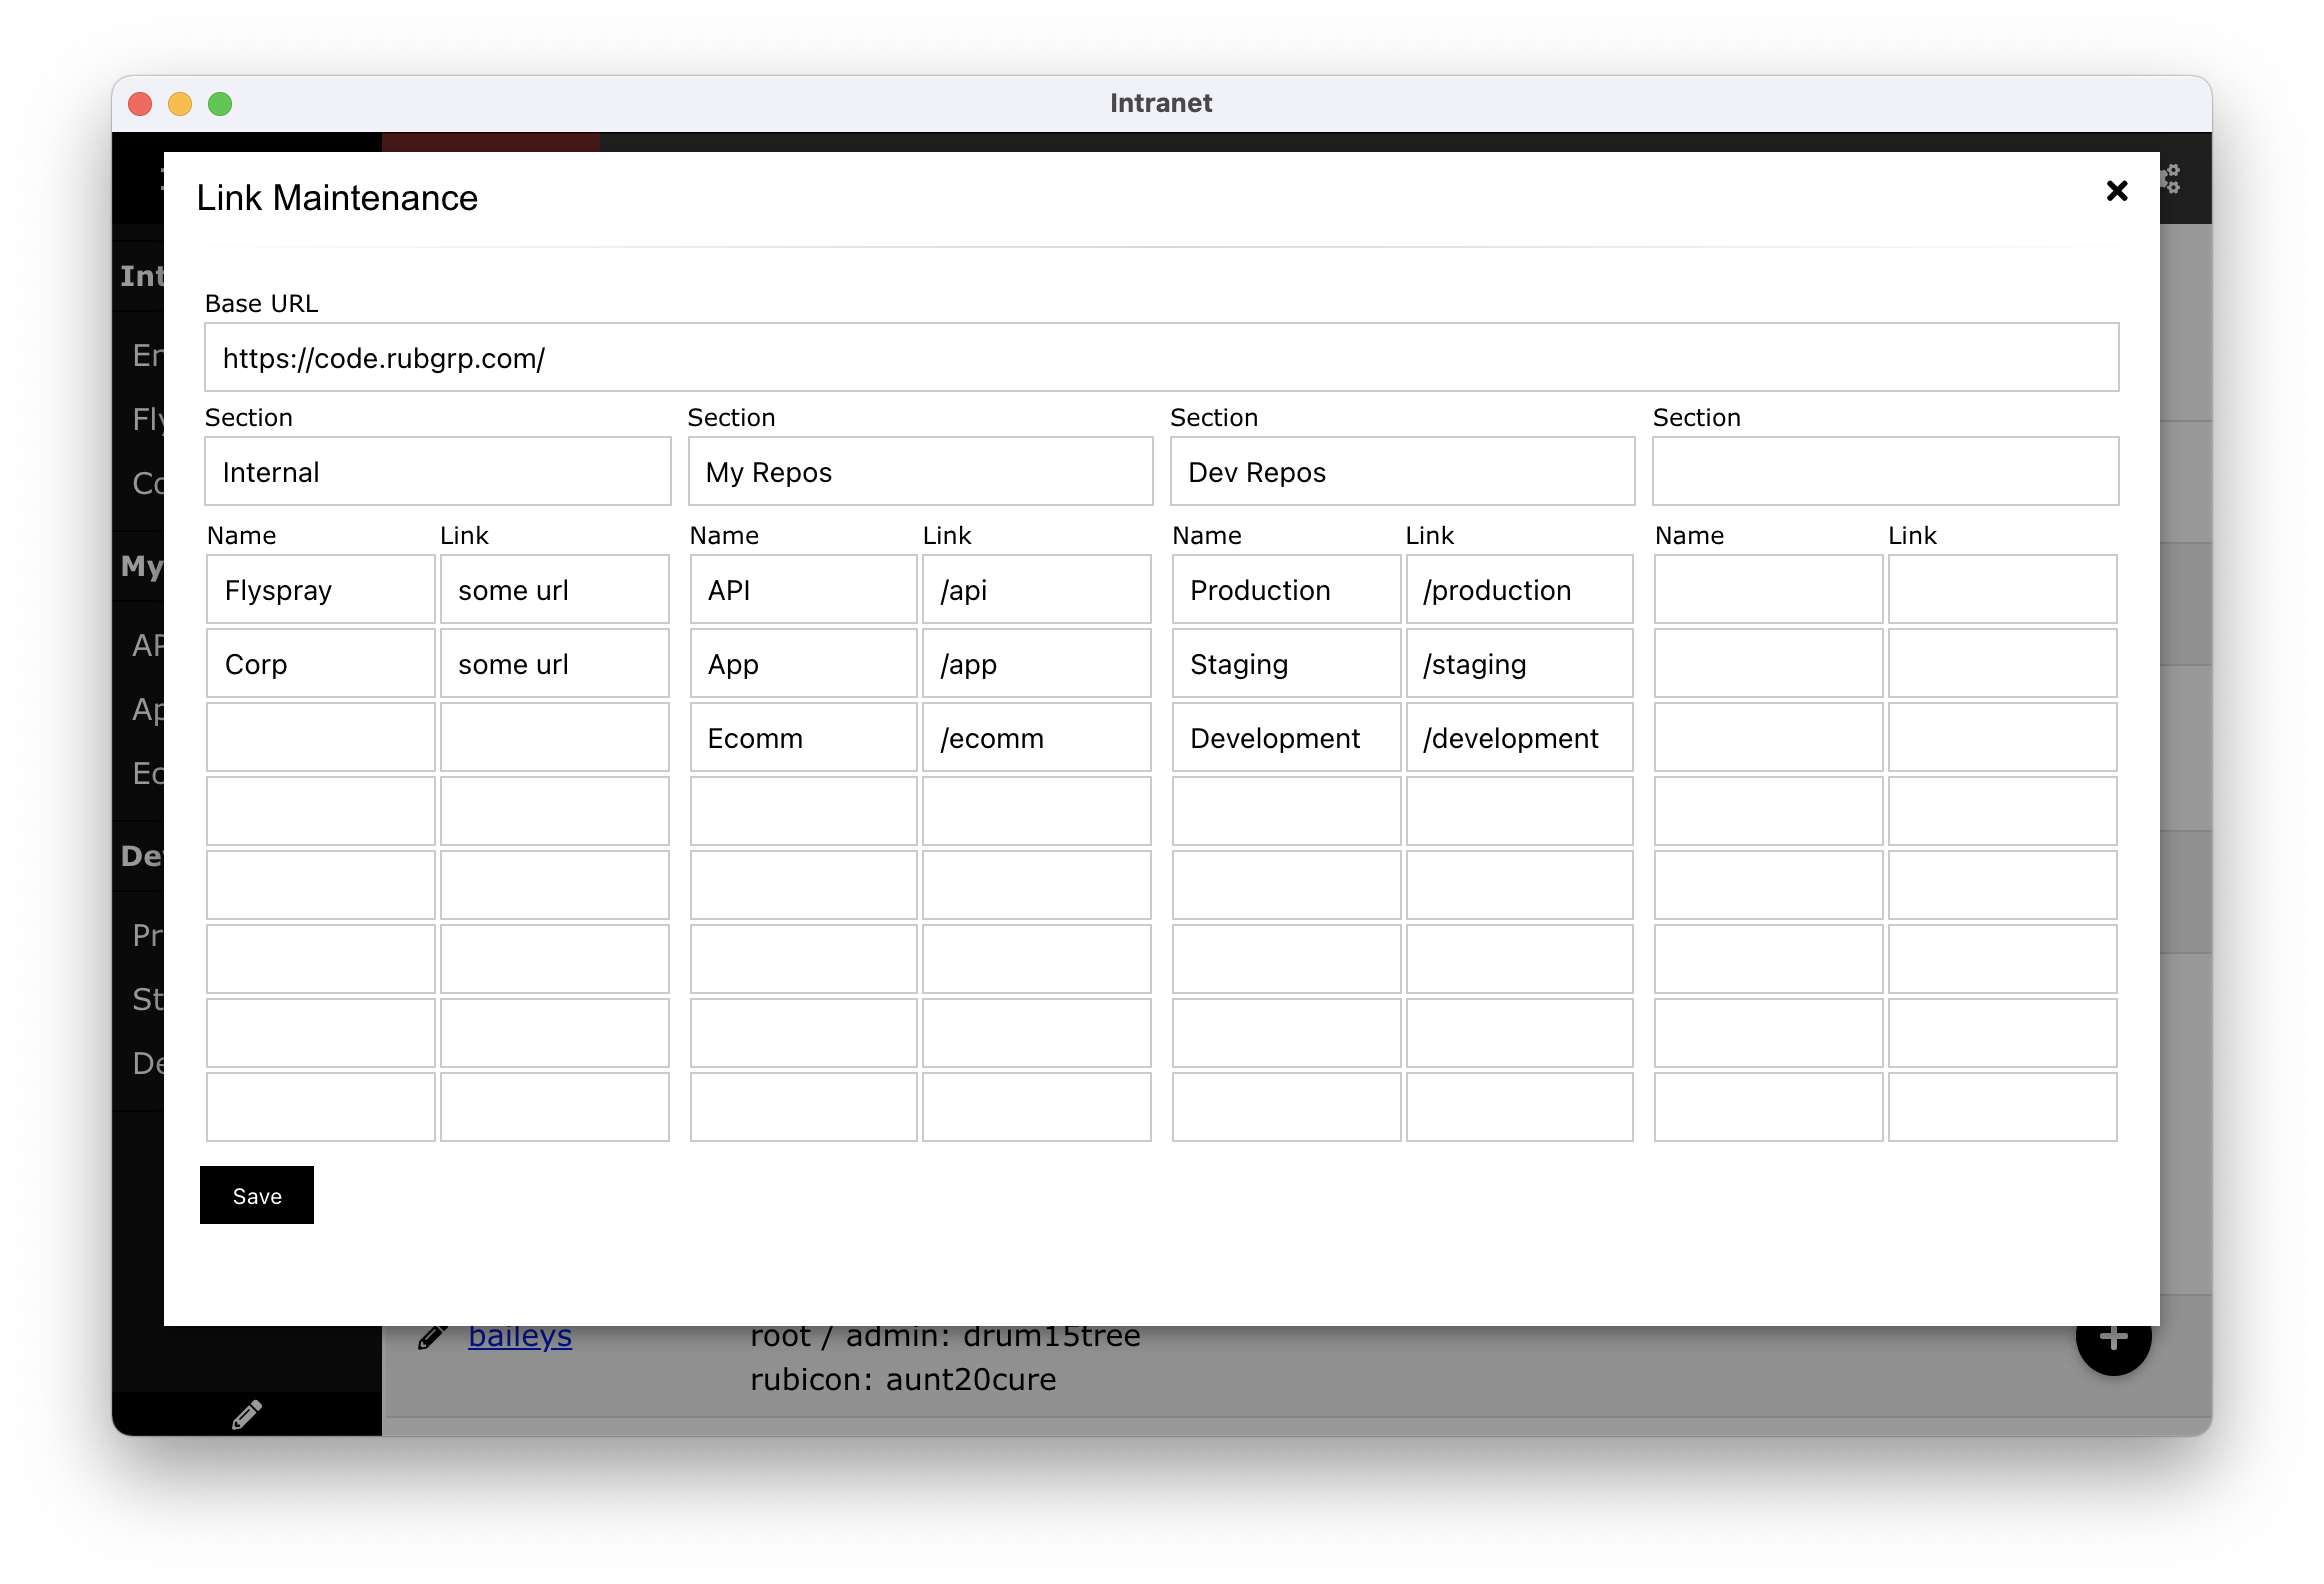 Intranet
Link Maintenance
Base URL
https://code.rubgrp.com/
Section Section Section Section
Internal My Repos Dev Repos
Name Link Name Link Name Link Name Link
Flyspray some url API /api Production /production
Corp some url App /app Staging /staging
Ecomm /ecomm Development /development
Save
Int
En
Fly
Co
My
AP
Ap
Ec
De
Pr
St
De
baileys root / admin: drum15tree
rubicon: aunt20cure